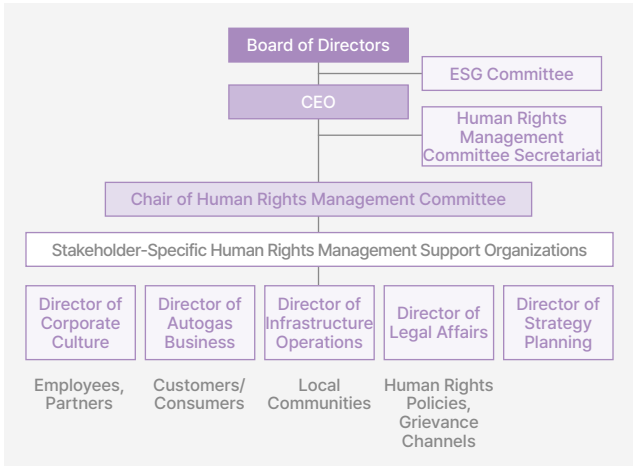 Board of Directors
ESG Committee
CEO
Human Rights
Management
Committee Secretariat
Chair of Human Rights Management Committee
Stakeholder-Specific Human Rights Management Support Organizations
Director of
Corporate
Culture
Director of
Autogas
Business
Director of
Infrastructure
Operations
Director of
Legal Affairs
Director of
Strategy
Planning
Employees,
Partners
Customers/
Consumers
Local
Communities
Human Rights
Policies,
Grievance
Channels